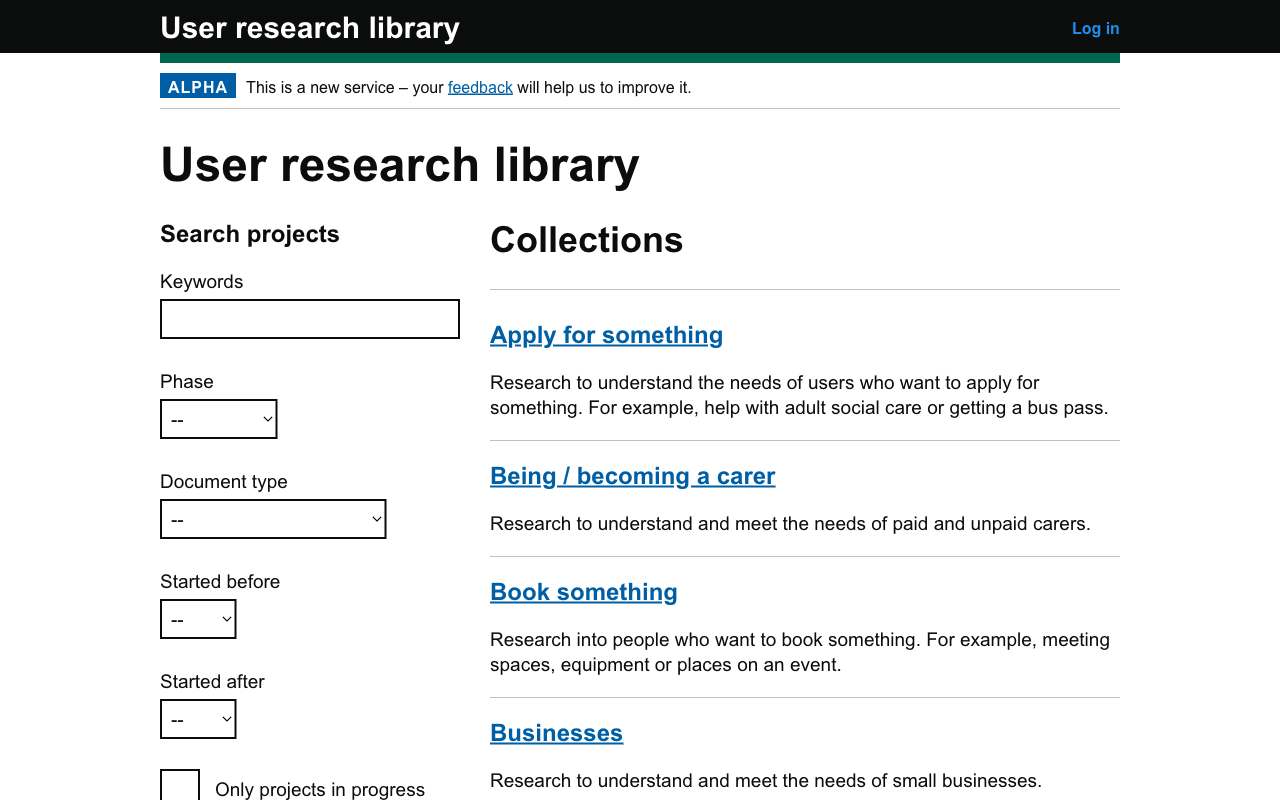 User research library
Log in
ALPHA This is a new service – your feedback will help us to improve it.
User research library
Search projects
Keywords
Phase
--
Document type
--
Started before
--
Started after
--
Only projects in progress
Collections
Apply for something
Research to understand the needs of users who want to apply for
something. For example, help with adult social care or getting a bus pass.
Being / becoming a carer
Research to understand and meet the needs of paid and unpaid carers.
Book something
Research into people who want to book something. For example, meeting
spaces, equipment or places on an event.
Businesses
Research to understand and meet the needs of small businesses.